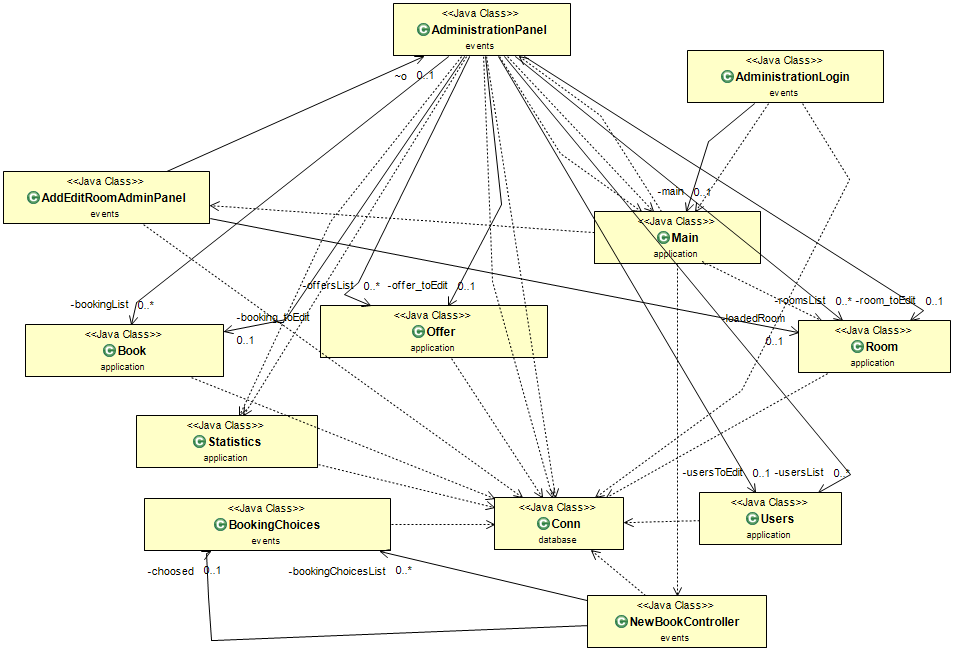 <<Java Class>>
AdministrationPanel
events
<<Java Class>>
AdministrationLogin
events
~o 0..1
<<Java Class>>
AddEditRoomAdminPanel
events
-main 0..1
<<Java Class>>
Main
application
-bookingList 0..*
-booking_toEdit
0..1
-offersList 0..*
-offer_toEdit 0..1
-roomsList 0..*
-room_toEdit 0..1
-loadedRoom
0..1
<<Java Class>>
Book
application
<<Java Class>>
Offer
application
<<Java Class>>
Room
application
<<Java Class>>
Statistics
application
-usersToEdit 0..1
-usersList 0..*
<<Java Class>>
BookingChoices
events
<<Java Class>>
Conn
database
<<Java Class>>
Users
application
-choosed 0..1
-bookingChoicesList 0..*
<<Java Class>>
NewBookController
events